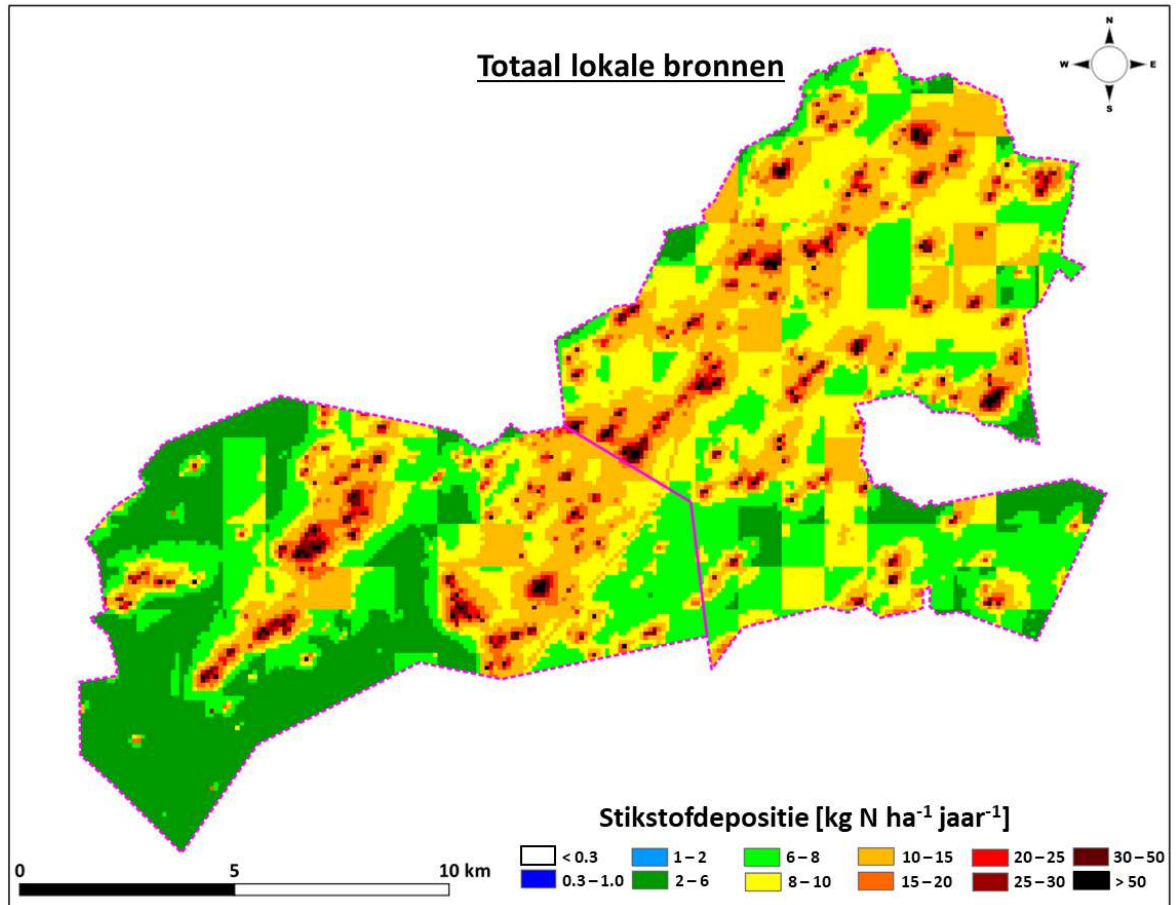 Totaal lokale bronnen
N
W E
S
Stikstofdepositie [kg N ha⁻¹ jaar⁻¹]
0 5 10 km
< 0.3 1 – 2 6 – 8 10 – 15 20 – 25 30 – 50
0.3 – 1.0 2 – 6 8 – 10 15 – 20 25 – 30 > 50